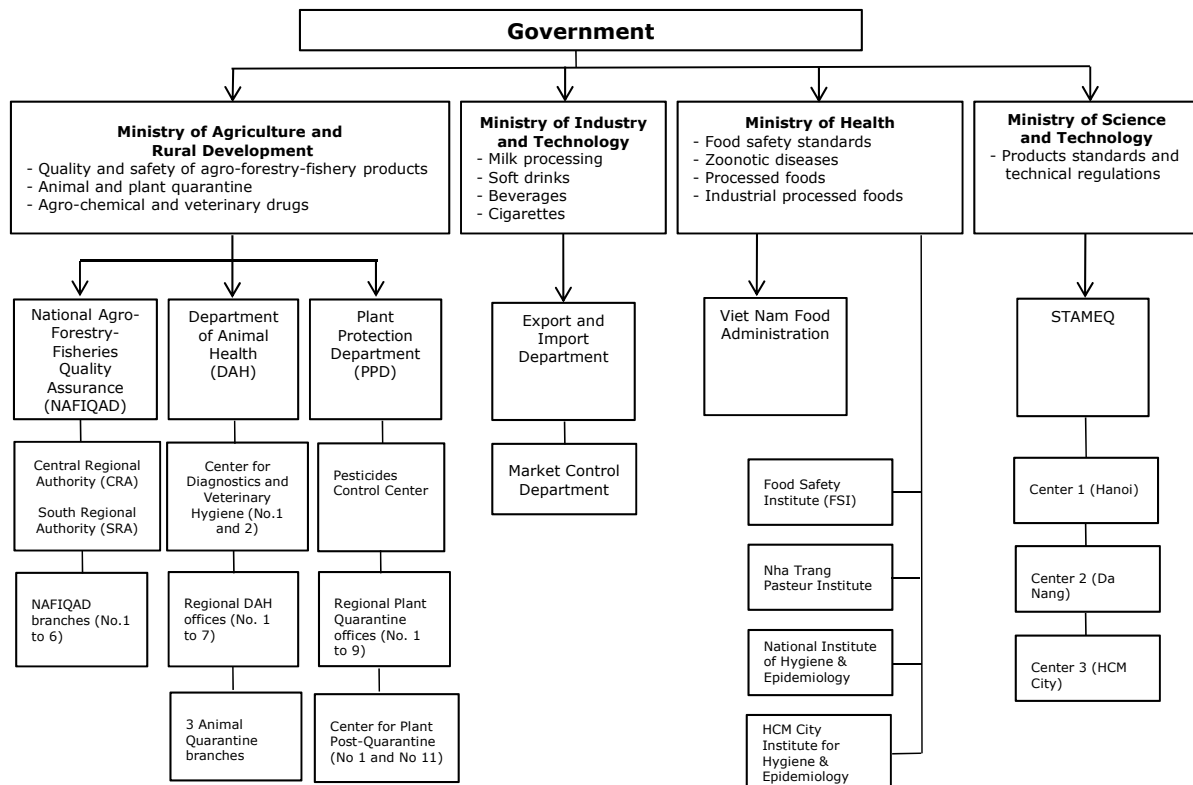 Government
Ministry of Agriculture and
Rural Development
- Quality and safety of agro-forestry-fishery products
- Animal and plant quarantine
- Agro-chemical and veterinary drugs
Ministry of Industry
and Technology
- Milk processing
- Soft drinks
- Beverages
- Cigarettes
Ministry of Health
- Food safety standards
- Zoonotic diseases
- Processed foods
- Industrial processed foods
Ministry of Science
and Technology
- Products standards and
technical regulations
National Agro-
Forestry-
Fisheries
Quality
Assurance
(NAFIQAD)
Department
of Animal
Health
(DAH)
Plant
Protection
Department
(PPD)
Export and
Import
Department
Viet Nam Food
Administration
STAMEQ
Central Regional
Authority (CRA)
South Regional
Authority (SRA)
Center for
Diagnostics and
Veterinary
Hygiene (No.1
and 2)
Pesticides
Control Center
Market Control
Department
Food Safety
Institute (FSI)
Center 1 (Hanoi)
NAFIQAD
branches (No.1
to 6)
Regional DAH
offices (No. 1
to 7)
Regional Plant
Quarantine
offices (No. 1
to 9)
Nha Trang
Pasteur Institute
Center 2 (Da
Nang)
National Institute
of Hygiene &
Epidemiology
Center 3 (HCM
City)
3 Animal
Quarantine
branches
Center for Plant
Post-Quarantine
(No 1 and No 11)
HCM City
Institute for
Hygiene &
Epidemiology